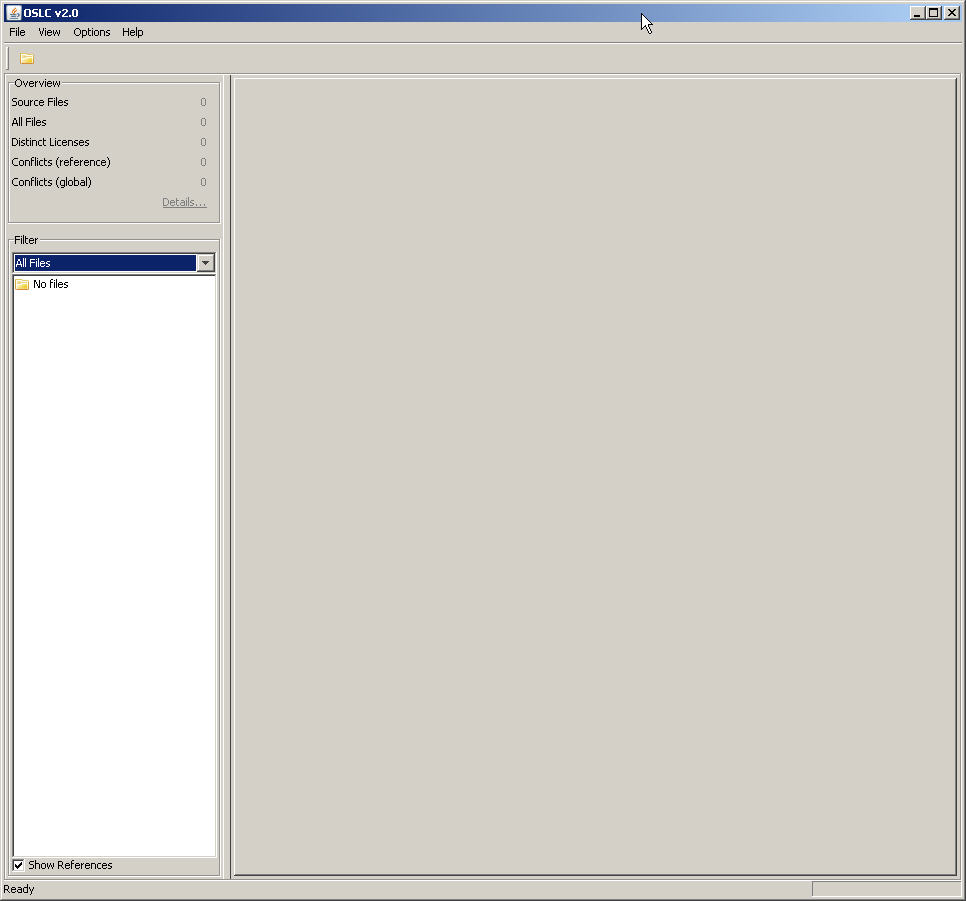 OSLC v2.0
File View Options Help
Overview
Source Files 0
All Files 0
Distinct Licenses 0
Conflicts (reference) 0
Conflicts (global) 0
Details...
Filter
All Files
No files
Show References
Ready